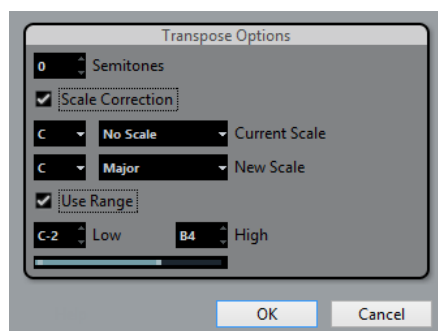 Transpose Options
0 Semitones
Scale Correction
C No Scale Current Scale
C Major New Scale
Use Range
C-2 Low B4 High
OK Cancel